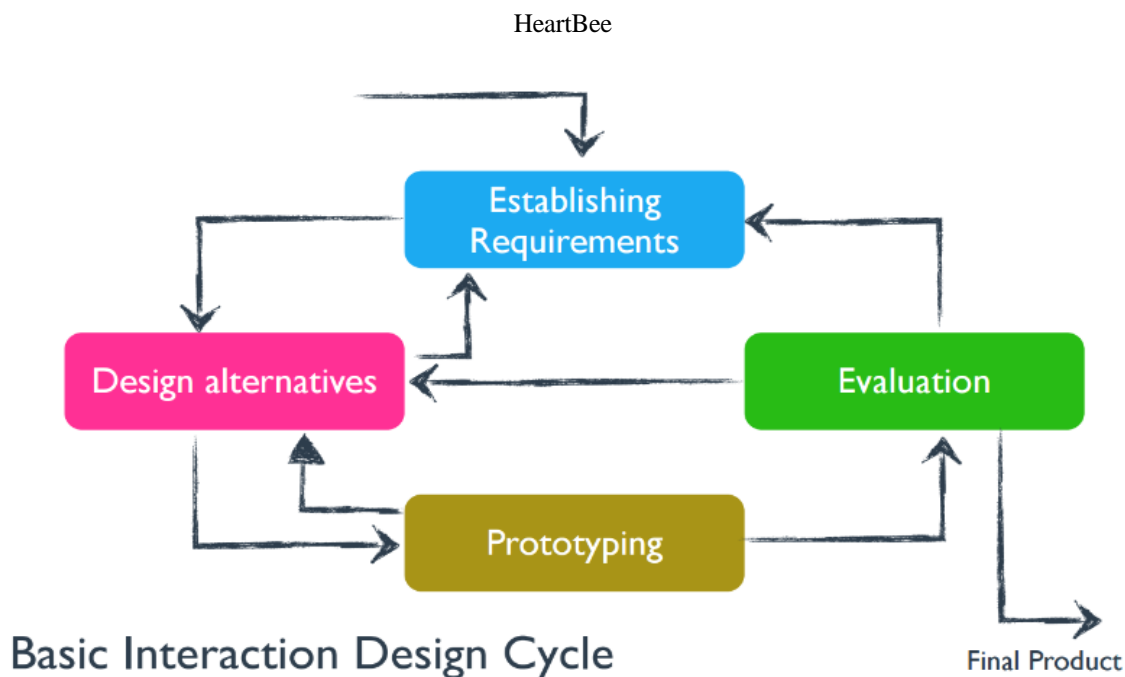 HeartBee
Establishing
Requirements
Design alternatives
Evaluation
Prototyping
Basic Interaction Design Cycle
Final Product